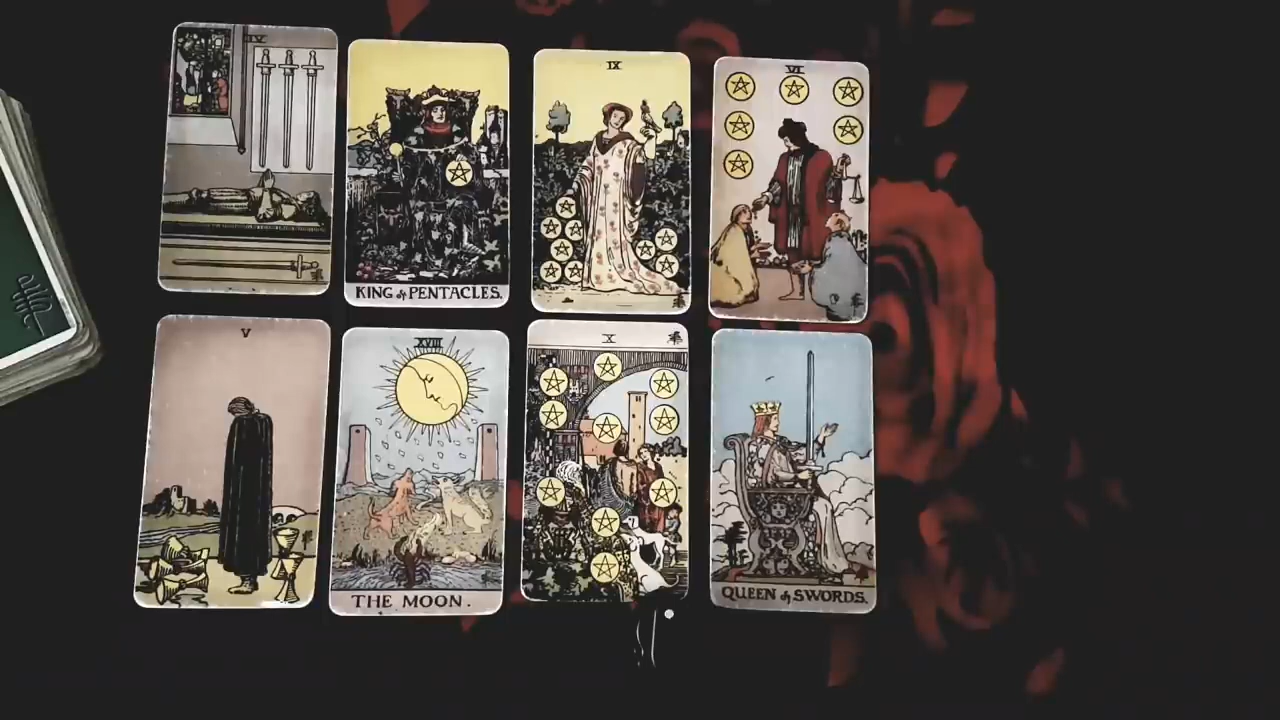 IV
KING of PENTACLES.
IX
VI
V
XVIII
THE MOON.
X
QUEEN of SWORDS.